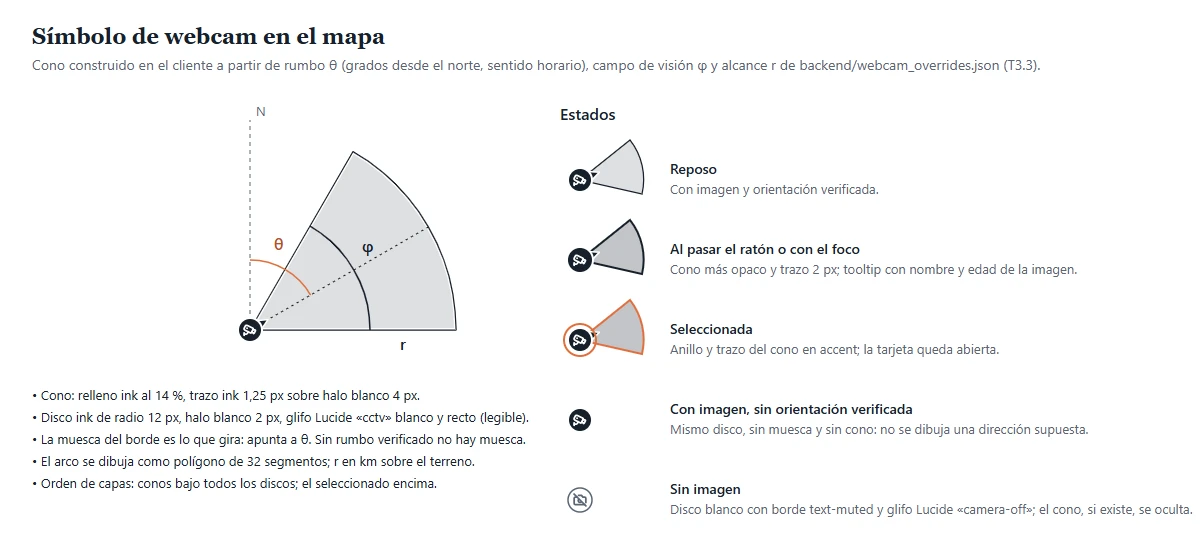 Símbolo de webcam en el mapa
Cono construido en el cliente a partir de rumbo θ (grados desde el norte, sentido horario), campo de visión φ y alcance r de backend/webcam_overrides.json (T3.3).
N
θ
φ
r
• Cono: relleno ink al 14 %, trazo ink 1,25 px sobre halo blanco 4 px.
• Disco ink de radio 12 px, halo blanco 2 px, glifo Lucide «cctv» blanco y recto (legible).
• La muesca del borde es lo que gira: apunta a θ. Sin rumbo verificado no hay muesca.
• El arco se dibuja como polígono de 32 segmentos; r en km sobre el terreno.
• Orden de capas: conos bajo todos los discos; el seleccionado encima.
Estados
Reposo
Con imagen y orientación verificada.
Al pasar el ratón o con el foco
Cono más opaco y trazo 2 px; tooltip con nombre y edad de la imagen.
Seleccionada
Anillo y trazo del cono en accent; la tarjeta queda abierta.
Con imagen, sin orientación verificada
Mismo disco, sin muesca y sin cono: no se dibuja una dirección supuesta.
Sin imagen
Disco blanco con borde text-muted y glifo Lucide «camera-off»; el cono, si existe, se oculta.